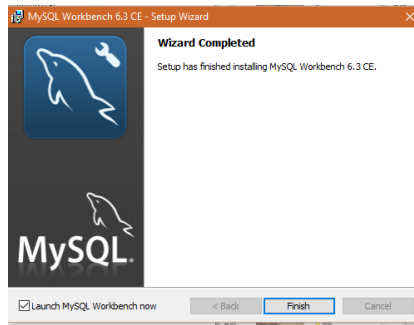 MySQL Workbench 6.3 CE - Setup Wizard
Wizard Completed
Setup has finished installing MySQL Workbench 6.3 CE.
MySQL.
Launch MySQL Workbench now
< Back
Finish
Cancel